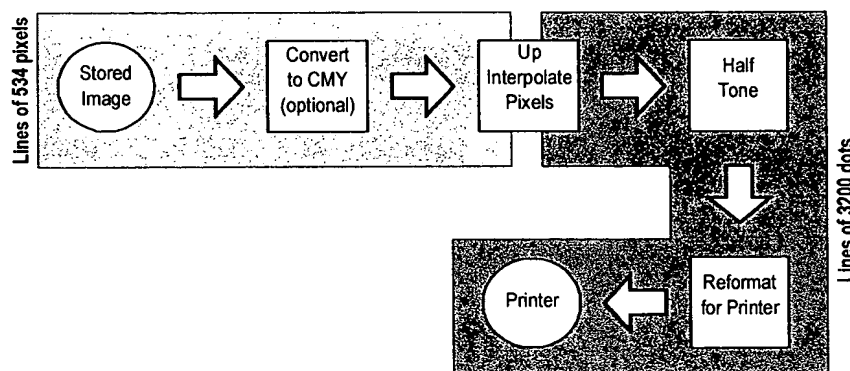 Lines of 534 pixels
Stored
Image
Convert
to CMY
(optional)
Up
Interpolate
Pixels
Half
Tone
Lines of 3200 dots
Reformat
for Printer
Printer